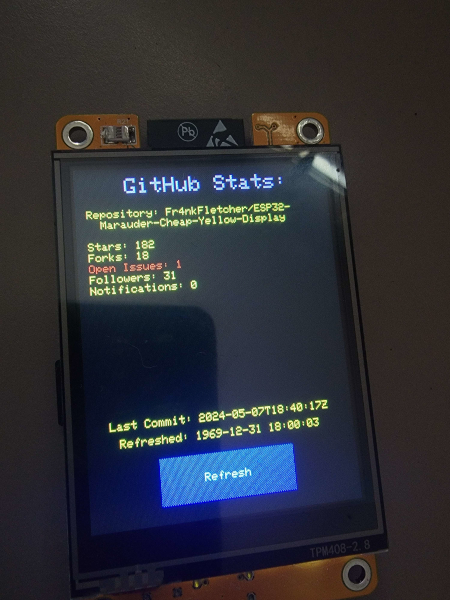 Pb
GitHub Stats:
Repository: Fr4nkFletcher/ESP32-
Marauder-Cheap-Yellow-Display
Stars: 182
Forks: 18
Open Issues: 1
Followers: 31
Notifications: 0
Last Commit: 2024-05-07T18:40:17Z
Refreshed: 1969-12-31 18:00:03
Refresh
TPM408-2.8